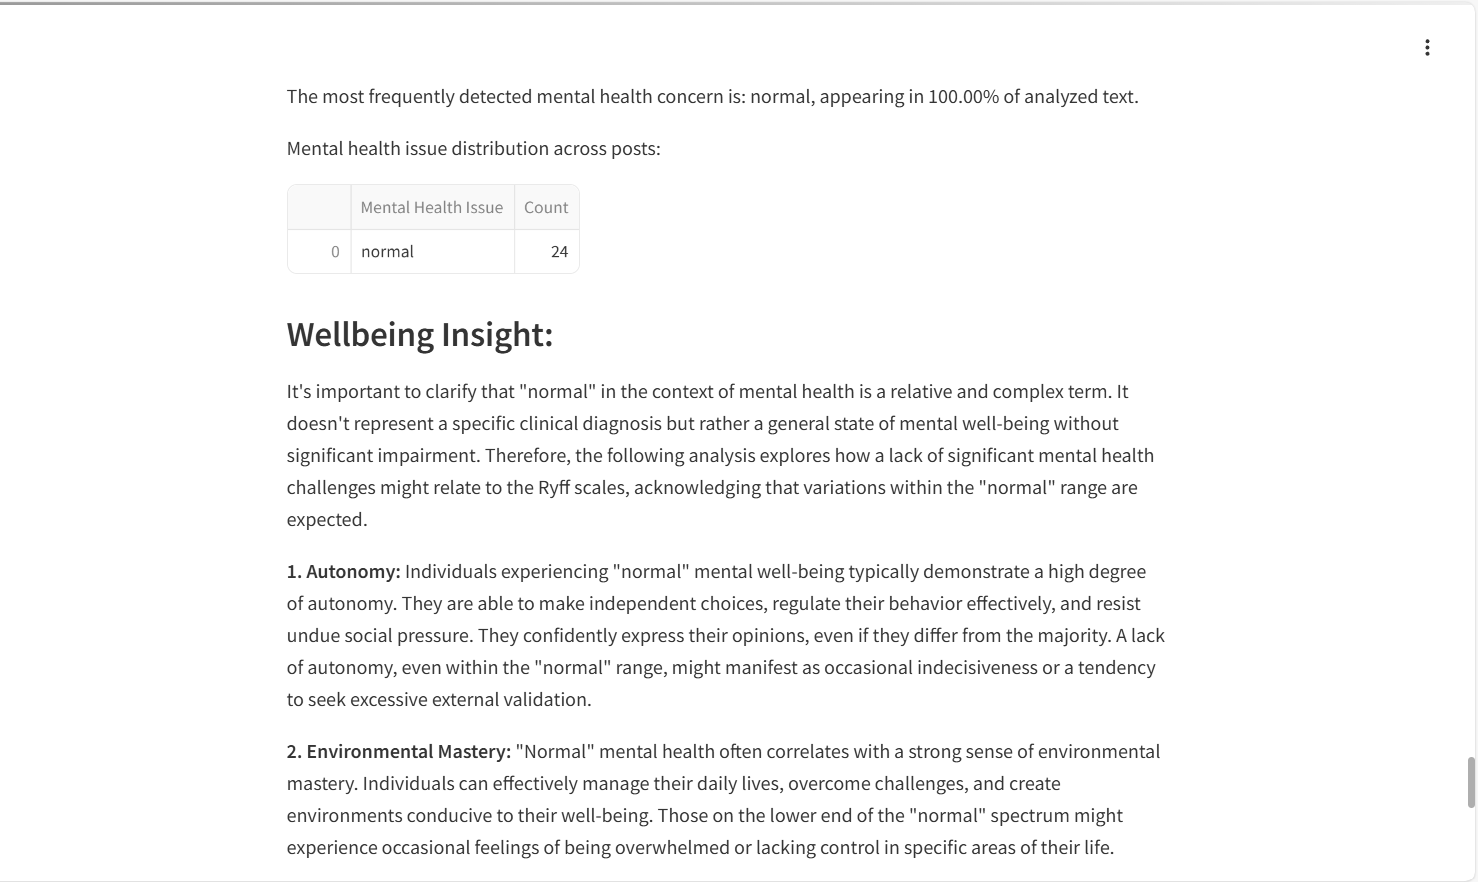 The most frequently detected mental health concern is: normal, appearing in 100.00% of analyzed text.
Mental health issue distribution across posts:
Mental Health Issue Count
0 normal 24
Wellbeing Insight:
It's important to clarify that "normal" in the context of mental health is a relative and complex term. It
doesn't represent a specific clinical diagnosis but rather a general state of mental well-being without
significant impairment. Therefore, the following analysis explores how a lack of significant mental health
challenges might relate to the Ryff scales, acknowledging that variations within the "normal" range are
expected.
1. Autonomy: Individuals experiencing "normal" mental well-being typically demonstrate a high degree
of autonomy. They are able to make independent choices, regulate their behavior effectively, and resist
undue social pressure. They confidently express their opinions, even if they differ from the majority. A lack
of autonomy, even within the "normal" range, might manifest as occasional indecisiveness or a tendency
to seek excessive external validation.
2. Environmental Mastery: "Normal" mental health often correlates with a strong sense of environmental
mastery. Individuals can effectively manage their daily lives, overcome challenges, and create
environments conducive to their well-being. Those on the lower end of the "normal" spectrum might
experience occasional feelings of being overwhelmed or lacking control in specific areas of their life.